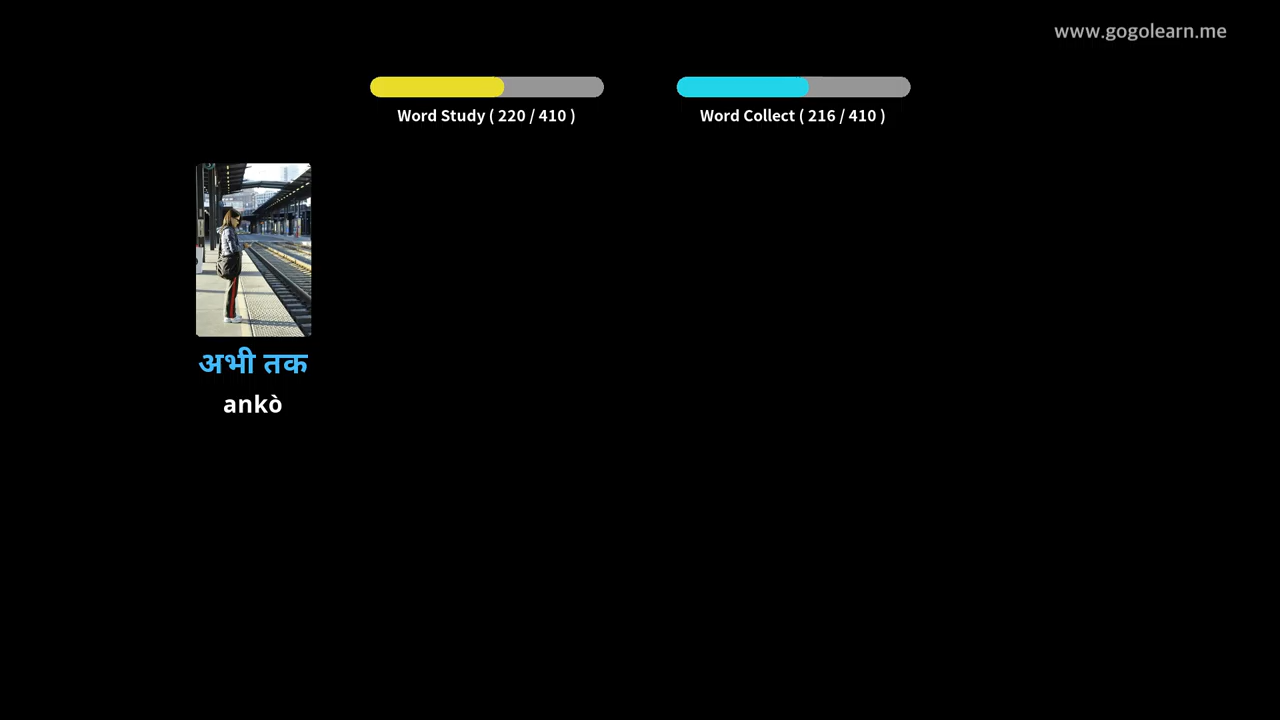 www.gogolearn.me
Word Study ( 220 / 410 )
Word Collect ( 216 / 410 )
अभी तक
ankò